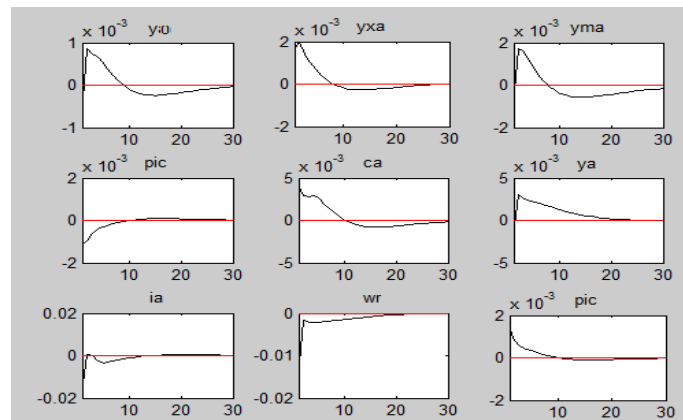 x 10^-3 x 10^-3 x 10^-3
yxa yma
1 2 2
0 0 0
-1 -2 -2
10 20 30 10 20 30 10 20 30
x 10^-3 pic x 10^-3 ca x 10^-3 ya
2 5 5
0 0 0
-2 -5 -5
10 20 30 10 20 30 10 20 30
ia wr x 10^-3 pic
0.02 0 2
0 -0.01 0
-0.02 -0.02 -2
10 20 30 10 20 30 10 20 30